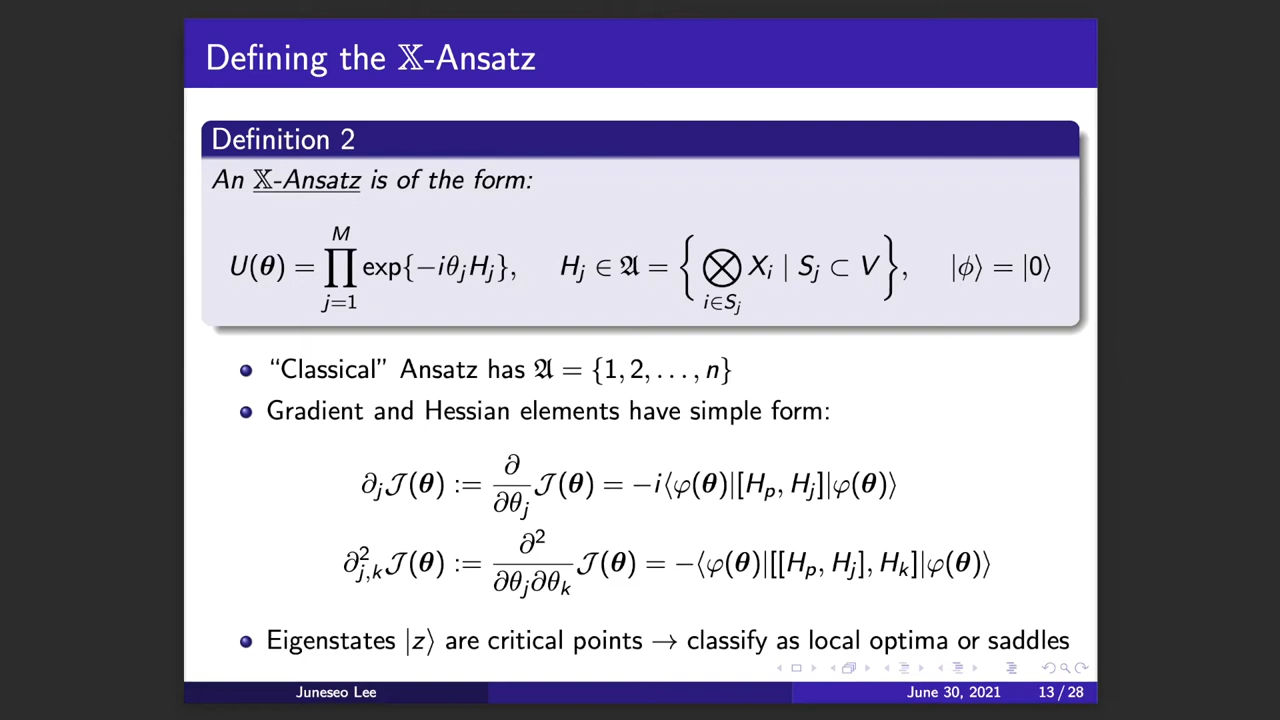 Defining the 𝕏-Ansatz
Definition 2
An 𝕏-Ansatz is of the form:
U(θ) = ∏_{j=1}^{M} exp{−iθ_j H_j}, H_j ∈ 𝔄 = { ⨂_{i∈S_j} X_i | S_j ⊂ V }, |ϕ⟩ = |0⟩
“Classical” Ansatz has 𝔄 = {1, 2, . . . , n}
Gradient and Hessian elements have simple form:
∂_j 𝒥(θ) := ∂/∂θ_j 𝒥(θ) = −i⟨φ(θ)|[H_p, H_j]|φ(θ)⟩
∂²_{j,k} 𝒥(θ) := ∂²/∂θ_j∂θ_k 𝒥(θ) = −⟨φ(θ)|[[H_p, H_j], H_k]|φ(θ)⟩
Eigenstates |z⟩ are critical points → classify as local optima or saddles
Juneseo Lee June 30, 2021 13 / 28